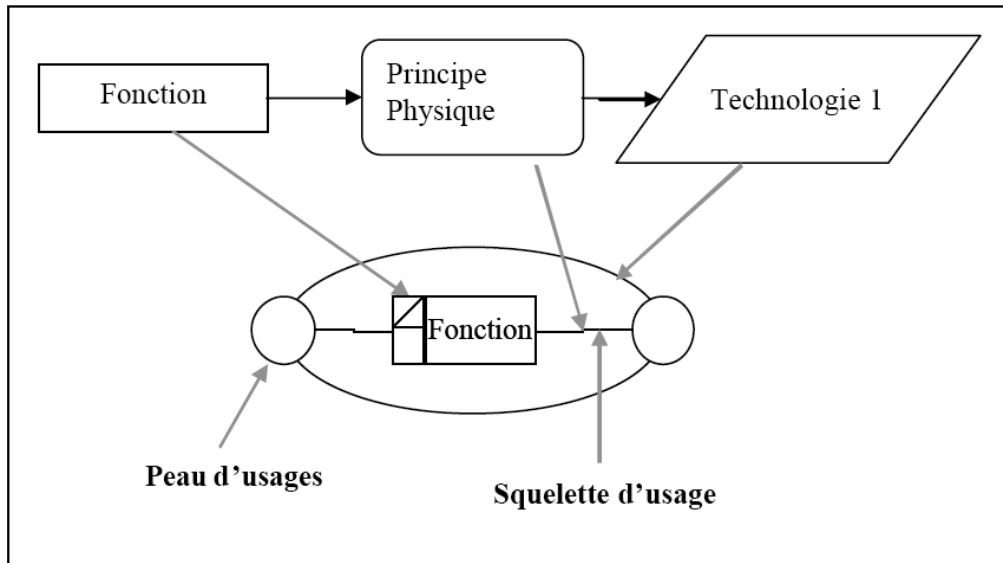 Fonction
Principe
Physique
Technologie 1
Fonction
Peau d’usages
Squelette d’usage